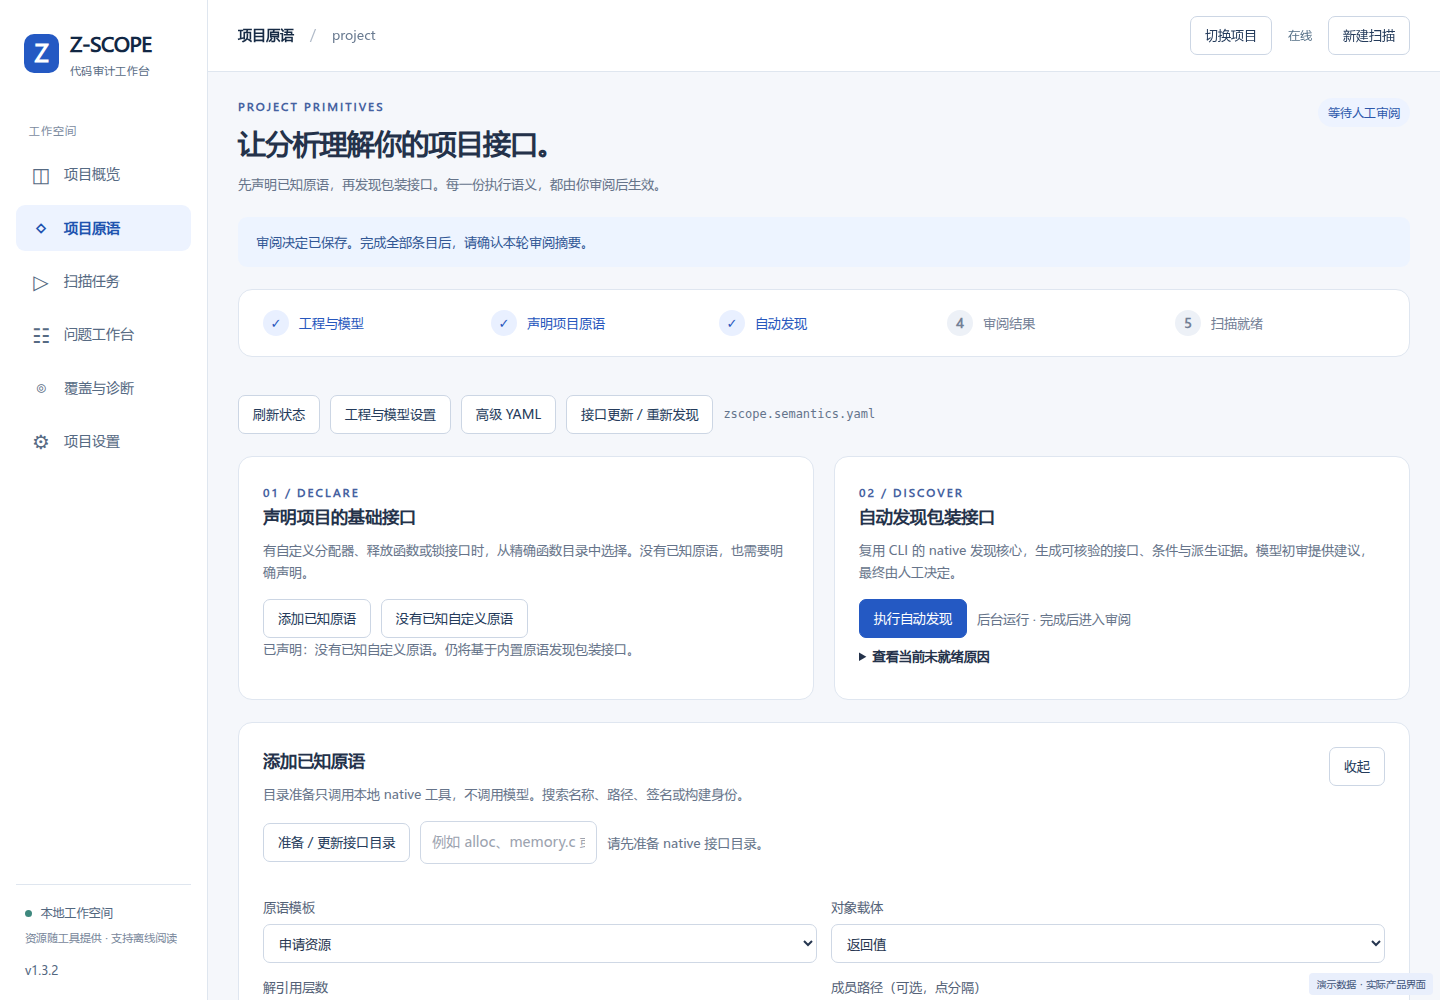 Z
Z-SCOPE
代码审计工作台
工作空间
项目概览
项目原语
扫描任务
问题工作台
覆盖与诊断
项目设置
本地工作空间
资源随工具提供 · 支持离线阅读
v1.3.2
项目原语 / project
切换项目
在线
新建扫描
PROJECT PRIMITIVES
等待人工审阅
让分析理解你的项目接口。
先声明已知原语，再发现包装接口。每一份执行语义，都由你审阅后生效。
审阅决定已保存。完成全部条目后，请确认本轮审阅摘要。
✓ 工程与模型
✓ 声明项目原语
✓ 自动发现
4 审阅结果
5 扫描就绪
刷新状态
工程与模型设置
高级 YAML
接口更新 / 重新发现
zscope.semantics.yaml
01 / DECLARE
声明项目的基础接口
有自定义分配器、释放函数或锁接口时，从精确函数目录中选择。没有已知原语，也需要明
确声明。
添加已知原语
没有已知自定义原语
已声明：没有已知自定义原语。仍将基于内置原语发现包装接口。
02 / DISCOVER
自动发现包装接口
复用 CLI 的 native 发现核心，生成可核验的接口、条件与派生证据。模型初审提供建议，
最终由人工决定。
执行自动发现
后台运行 · 完成后进入审阅
查看当前未就绪原因
添加已知原语
收起
目录准备只调用本地 native 工具，不调用模型。搜索名称、路径、签名或构建身份。
准备 / 更新接口目录
例如 alloc、memory.c
请先准备 native 接口目录。
原语模板
对象载体
申请资源
返回值
解引用层数
成员路径（可选，点分隔）
演示数据 · 实际产品界面